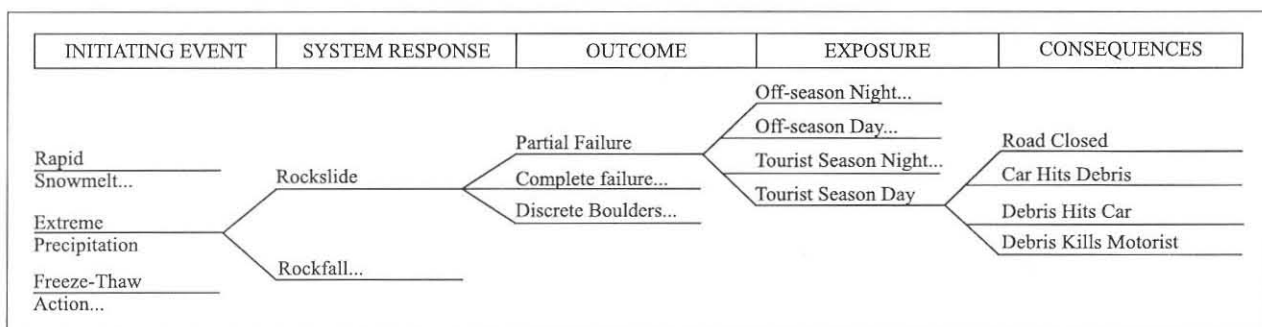 INITIATING EVENT
SYSTEM RESPONSE
OUTCOME
EXPOSURE
CONSEQUENCES
Rapid
Snowmelt...
Extreme
Precipitation
Freeze-Thaw
Action...
Rockslide
Rockfall...
Partial Failure
Complete failure...
Discrete Boulders...
Off-season Night...
Off-season Day...
Tourist Season Night...
Tourist Season Day
Road Closed
Car Hits Debris
Debris Hits Car
Debris Kills Motorist